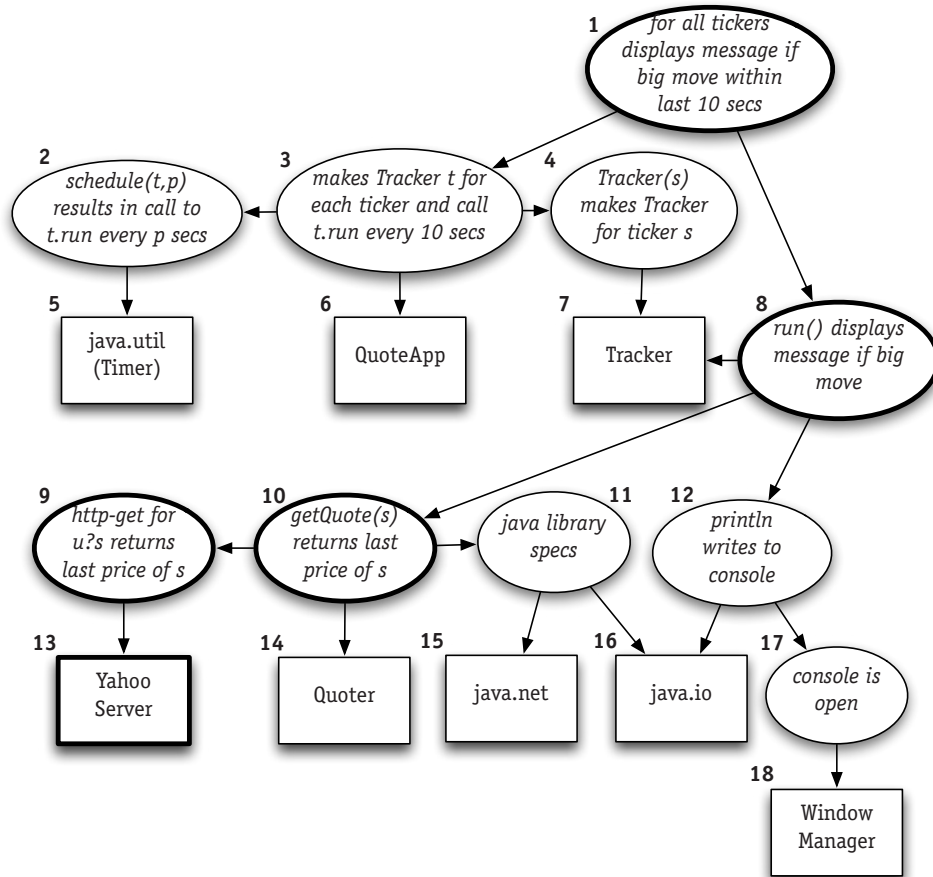 1
for all tickers
displays message if
big move within
last 10 secs
2
schedule(t,p)
results in call to
t.run every p secs
3
makes Tracker t for
each ticker and call
t.run every 10 secs
4
Tracker(s)
makes Tracker
for ticker s
5
java.util
(Timer)
6
QuoteApp
7
Tracker
8
run() displays
message if big
move
9
http-get for
u?s returns
last price of s
10
getQuote(s)
returns last
price of s
11
java library
specs
12
println
writes to
console
13
Yahoo
Server
14
Quoter
15
java.net
16
java.io
17
console is
open
18
Window
Manager